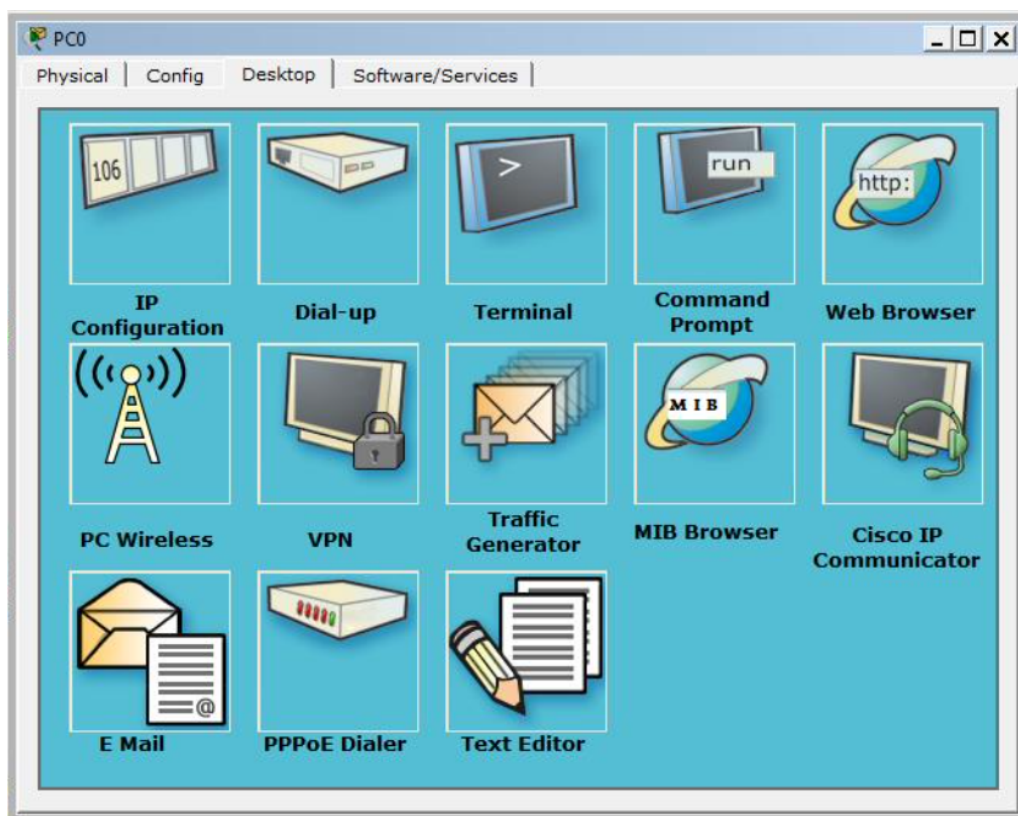 PC0
Physical Config Desktop Software/Services
106
>
run
http:
IP
Configuration
Dial-up
Terminal
Command
Prompt
Web Browser
MIB
PC Wireless
VPN
Traffic
Generator
MIB Browser
Cisco IP
Communicator
@
E Mail
PPPoE Dialer
Text Editor